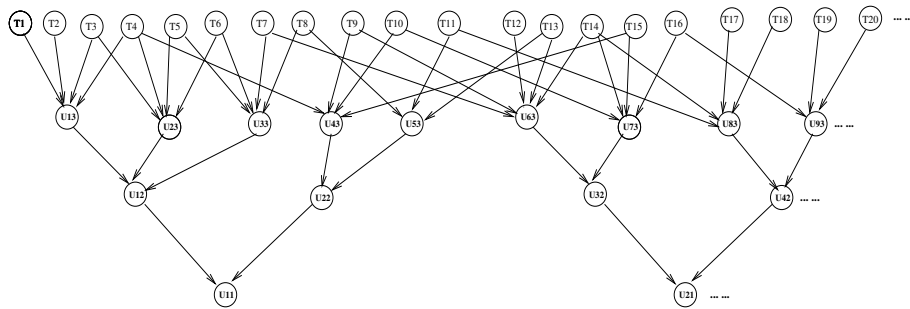 T1 T2 T3 T4 T5 T6 T7 T8 T9 T10 T11 T12 T13 T14 T15 T16 T17 T18 T19 T20 ... ...
U13 U23 U33 U43 U53 U63 U73 U83 U93 ... ...
U12 U22 U32 U42 ... ...
U11 U21 ... ...